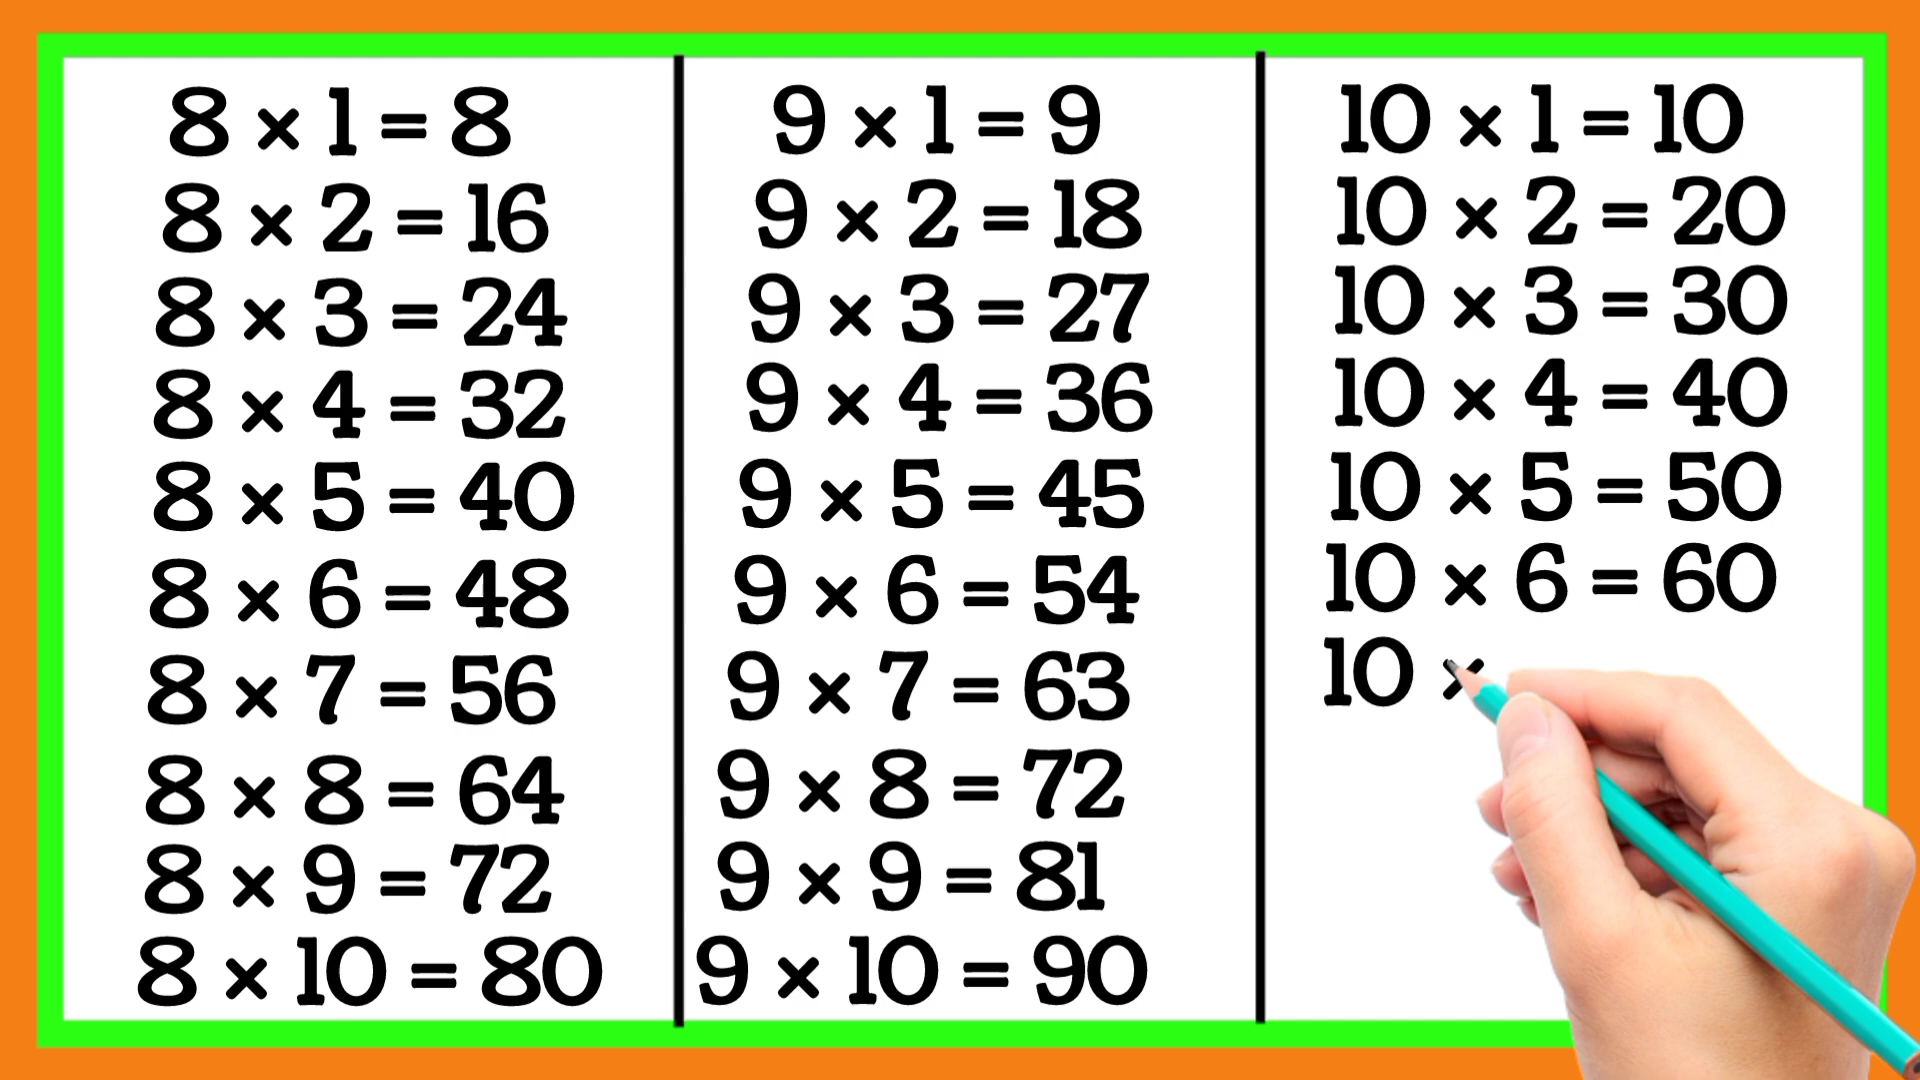 8 × 1 = 8
8 × 2 = 16
8 × 3 = 24
8 × 4 = 32
8 × 5 = 40
8 × 6 = 48
8 × 7 = 56
8 × 8 = 64
8 × 9 = 72
8 × 10 = 80
9 × 1 = 9
9 × 2 = 18
9 × 3 = 27
9 × 4 = 36
9 × 5 = 45
9 × 6 = 54
9 × 7 = 63
9 × 8 = 72
9 × 9 = 81
9 × 10 = 90
10 × 1 = 10
10 × 2 = 20
10 × 3 = 30
10 × 4 = 40
10 × 5 = 50
10 × 6 = 60
10 ×